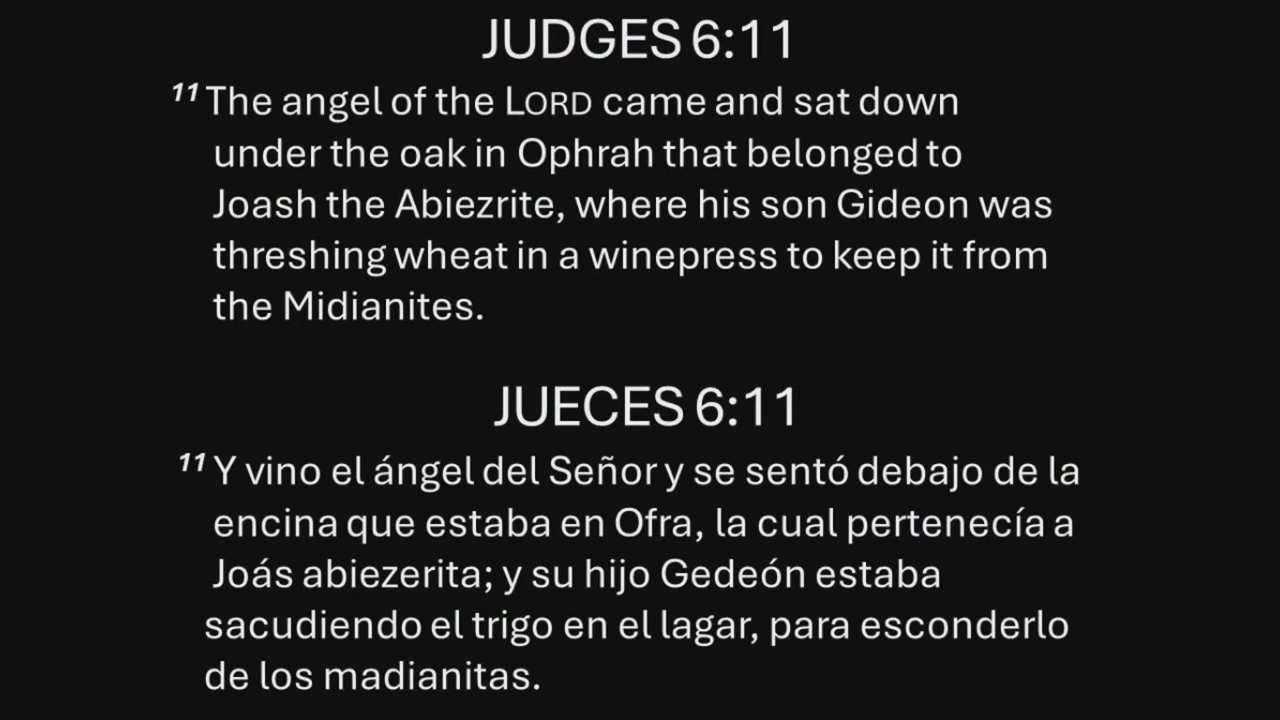 JUDGES 6:11
11 The angel of the LORD came and sat down
under the oak in Ophrah that belonged to
Joash the Abiezrite, where his son Gideon was
threshing wheat in a winepress to keep it from
the Midianites.
JUECES 6:11
11 Y vino el ángel del Señor y se sentó debajo de la
encina que estaba en Ofra, la cual pertenecía a
Joás abiezerita; y su hijo Gedeón estaba
sacudiendo el trigo en el lagar, para esconderlo
de los madianitas.